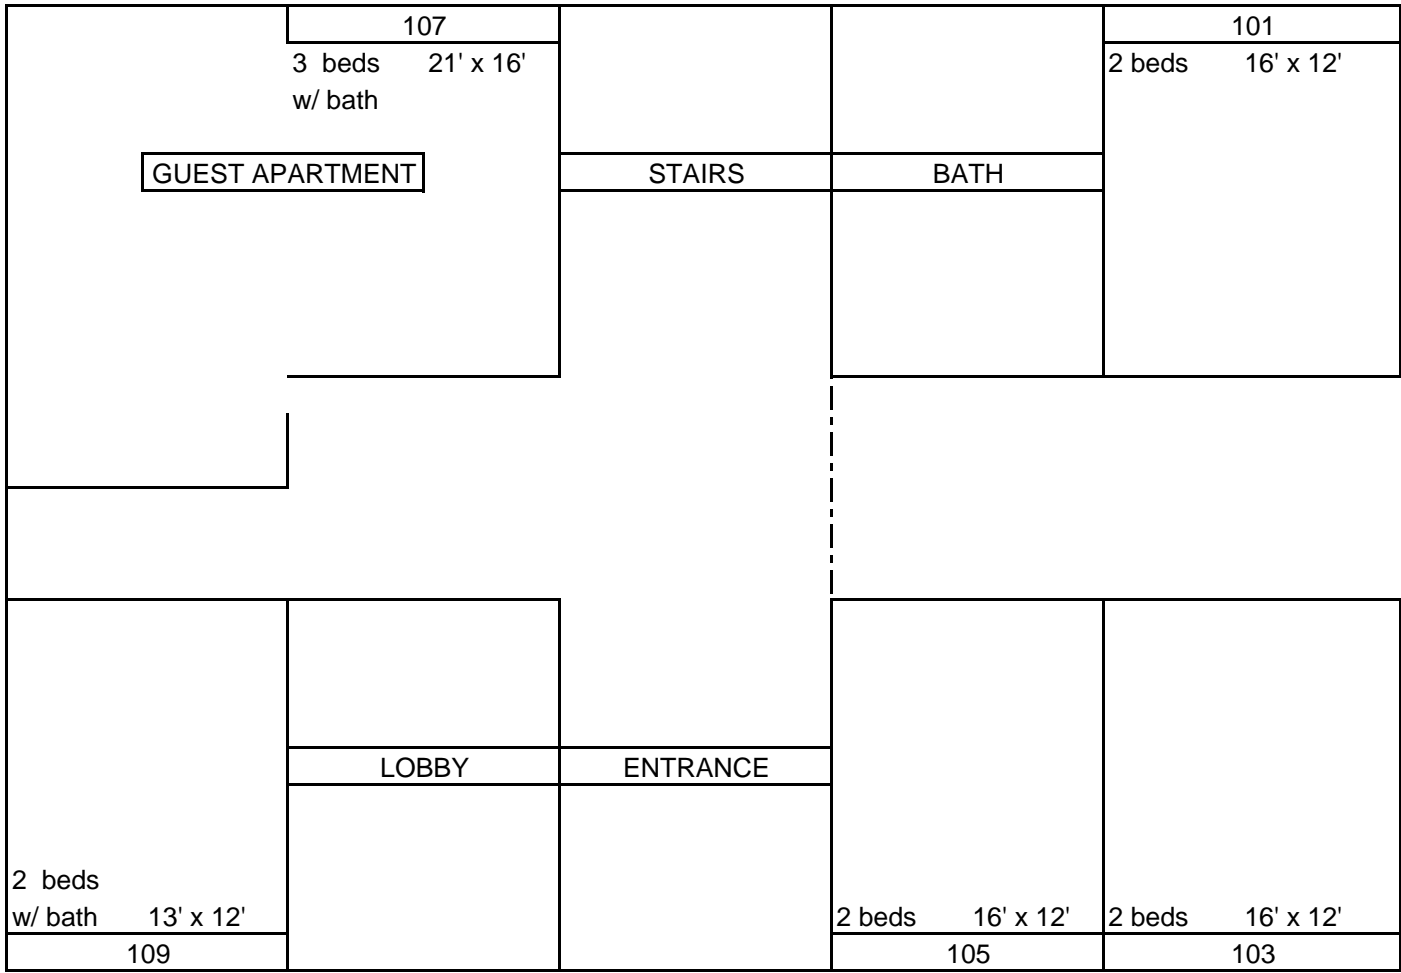 107
101
3 beds 21' x 16'
2 beds 16' x 12'
w/ bath
GUEST APARTMENT
STAIRS
BATH
LOBBY
ENTRANCE
2 beds
w/ bath 13' x 12'
2 beds 16' x 12'
2 beds 16' x 12'
109
105
103